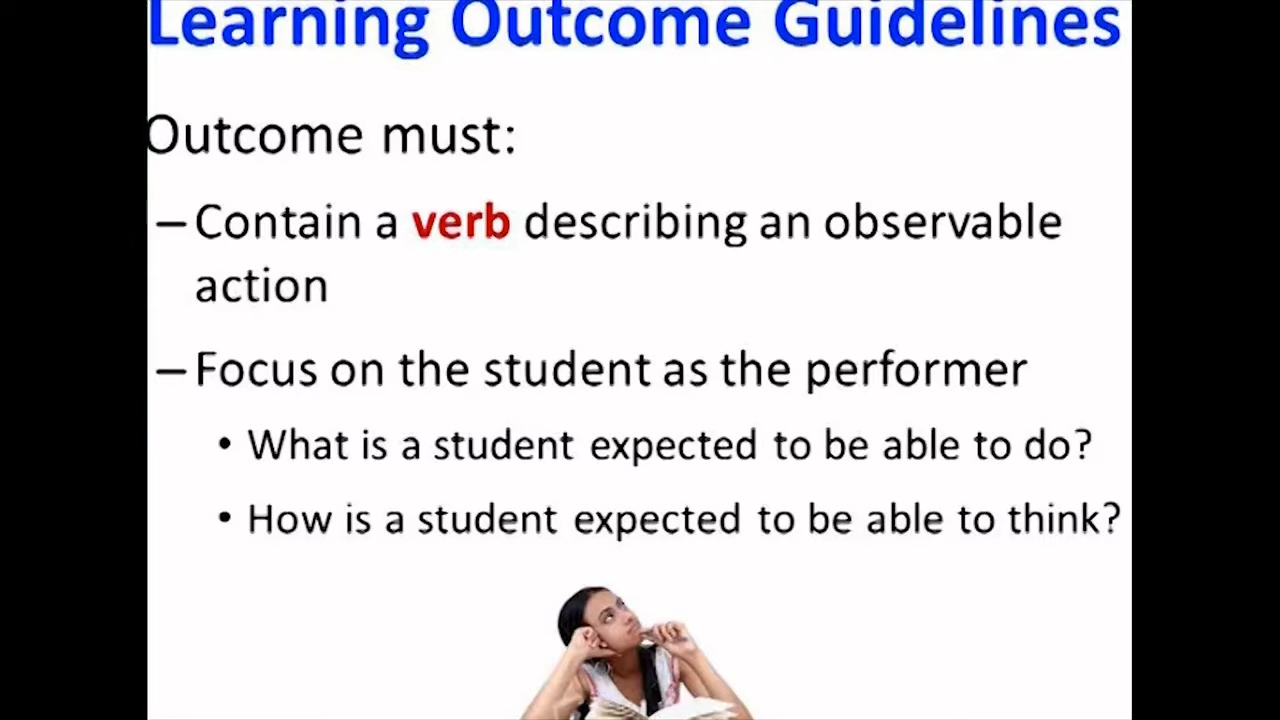 Learning Outcome Guidelines
Outcome must:
– Contain a verb describing an observable
action
– Focus on the student as the performer
• What is a student expected to be able to do?
• How is a student expected to be able to think?